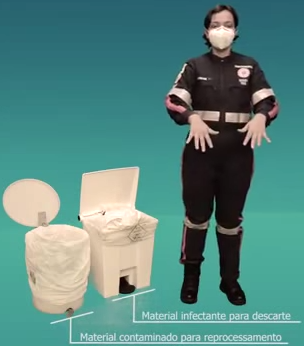 Material infectante para descarte
Material contaminado para reprocessamento